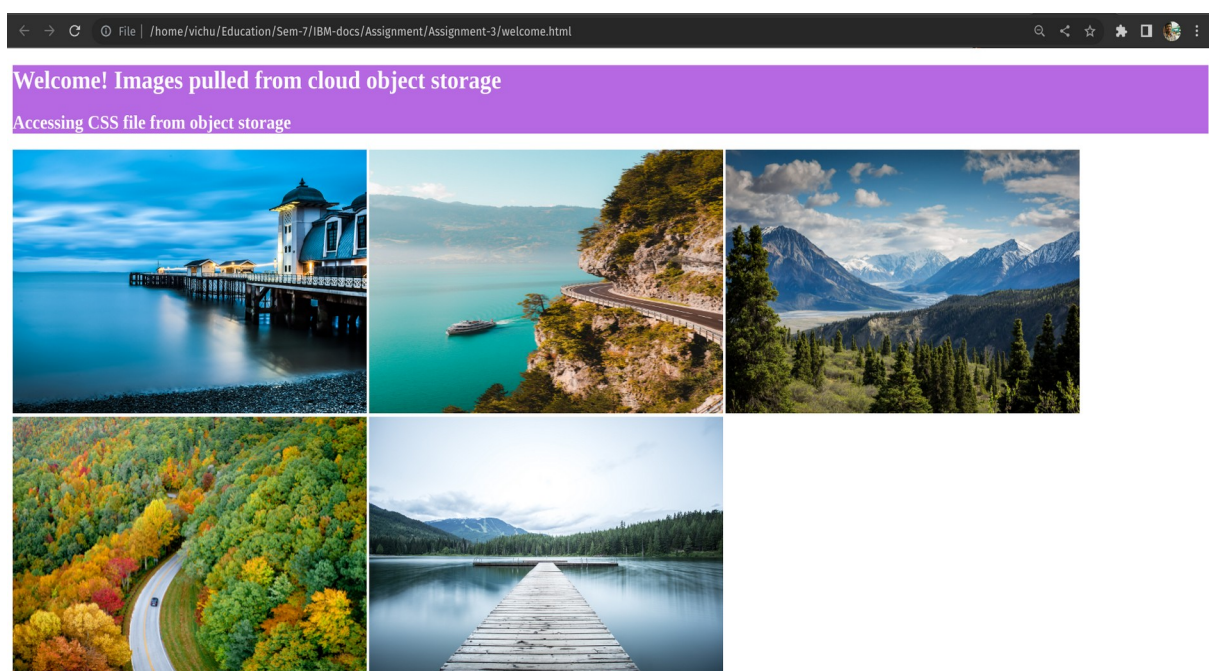 File | /home/vichu/Education/Sem-7/IBM-docs/Assignment/Assignment-3/welcome.html
Welcome! Images pulled from cloud object storage
Accessing CSS file from object storage